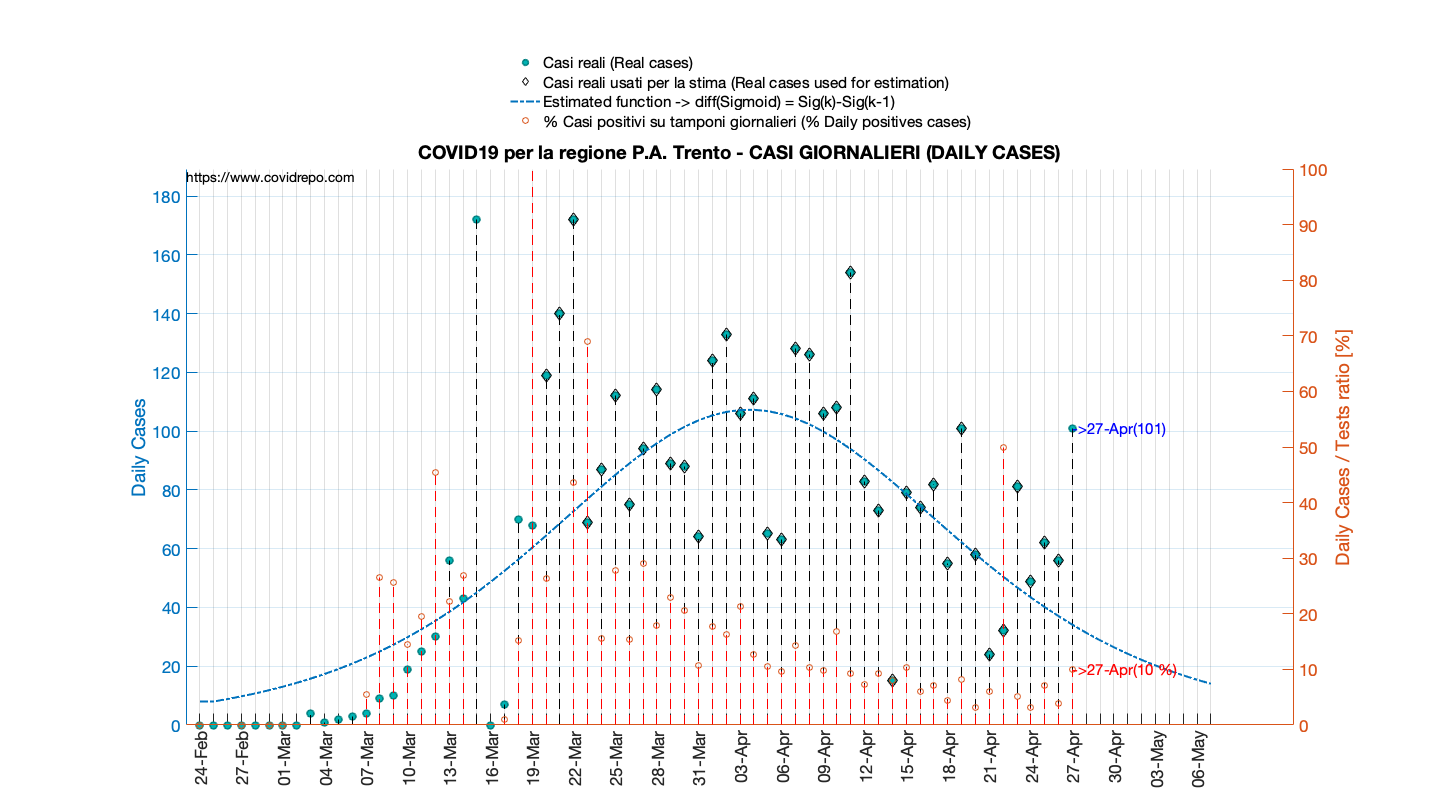 Casi reali (Real cases)
Casi reali usati per la stima (Real cases used for estimation)
Estimated function -> diff(Sigmoid) = Sig(k)-Sig(k-1)
% Casi positivi su tamponi giornalieri (% Daily positives cases)
COVID19 per la regione P.A. Trento - CASI GIORNALIERI (DAILY CASES)
https://www.covidrepo.com
Daily Cases
180
160
140
120
100
80
60
40
20
0
100
90
80
70
60
50
40
30
20
10
0
Daily Cases / Tests ratio [%]
>27-Apr(101)
>27-Apr(10 %)
24-Feb
27-Feb
01-Mar
04-Mar
07-Mar
10-Mar
13-Mar
16-Mar
19-Mar
22-Mar
25-Mar
28-Mar
31-Mar
03-Apr
06-Apr
09-Apr
12-Apr
15-Apr
18-Apr
21-Apr
24-Apr
27-Apr
30-Apr
03-May
06-May